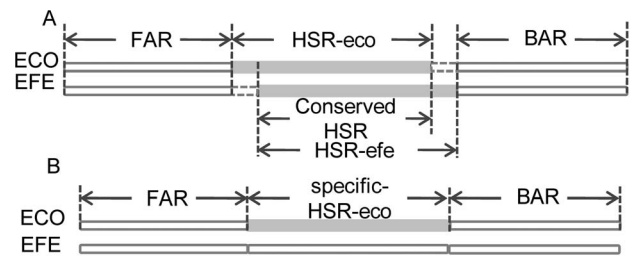 A
FAR HSR-eco BAR
ECO
EFE
Conserved
HSR
HSR-efe
B
FAR specific- BAR
HSR-eco
ECO
EFE